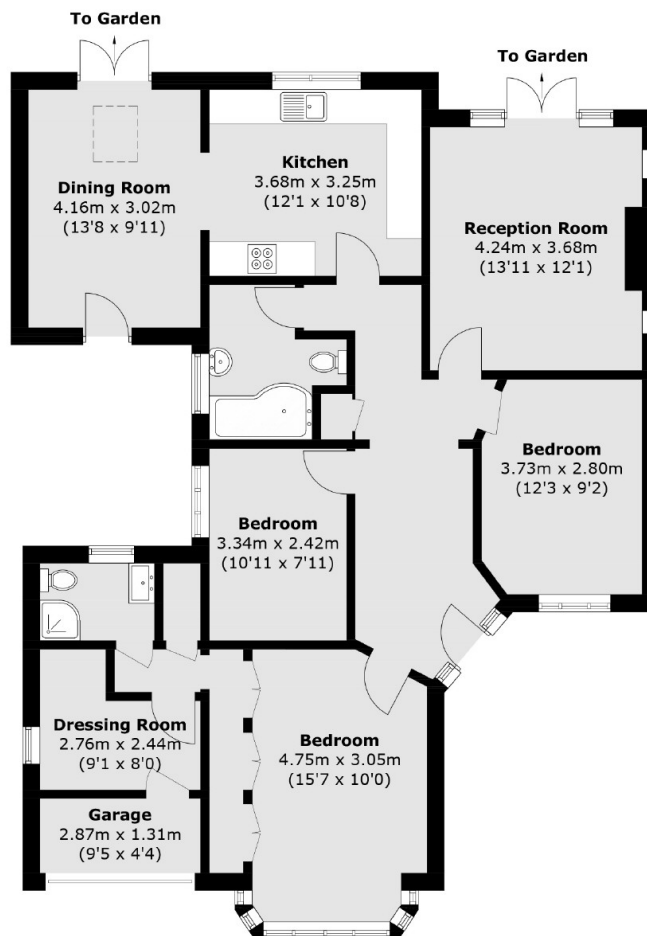 To Garden
To Garden
Kitchen
3.68m x 3.25m
(12'1 x 10'8)
Dining Room
4.16m x 3.02m
(13'8 x 9'11)
Reception Room
4.24m x 3.68m
(13'11 x 12'1)
Bedroom
3.73m x 2.80m
(12'3 x 9'2)
Bedroom
3.34m x 2.42m
(10'11 x 7'11)
Dressing Room
2.76m x 2.44m
(9'1 x 8'0)
Bedroom
4.75m x 3.05m
(15'7 x 10'0)
Garage
2.87m x 1.31m
(9'5 x 4'4)